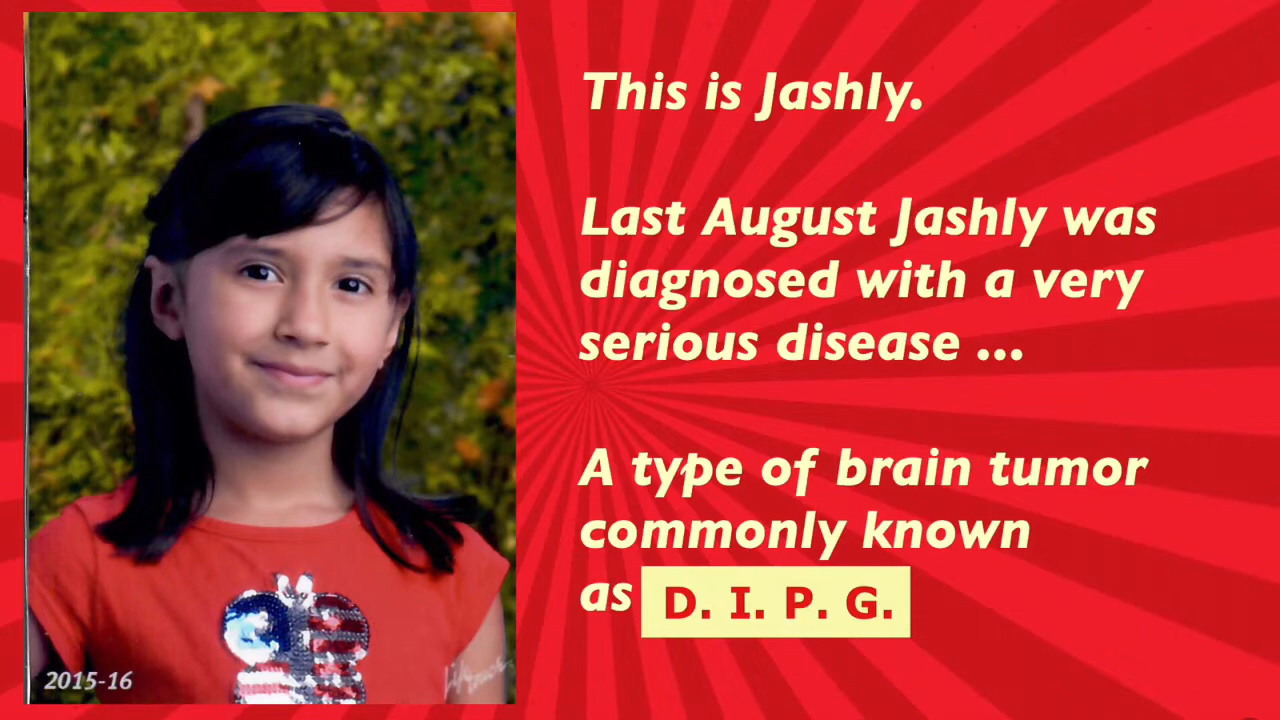 This is Jashly.
Last August Jashly was
diagnosed with a very
serious disease ...
A type of brain tumor
commonly known
as D. I. P. G.
2015-16
Lifetouch